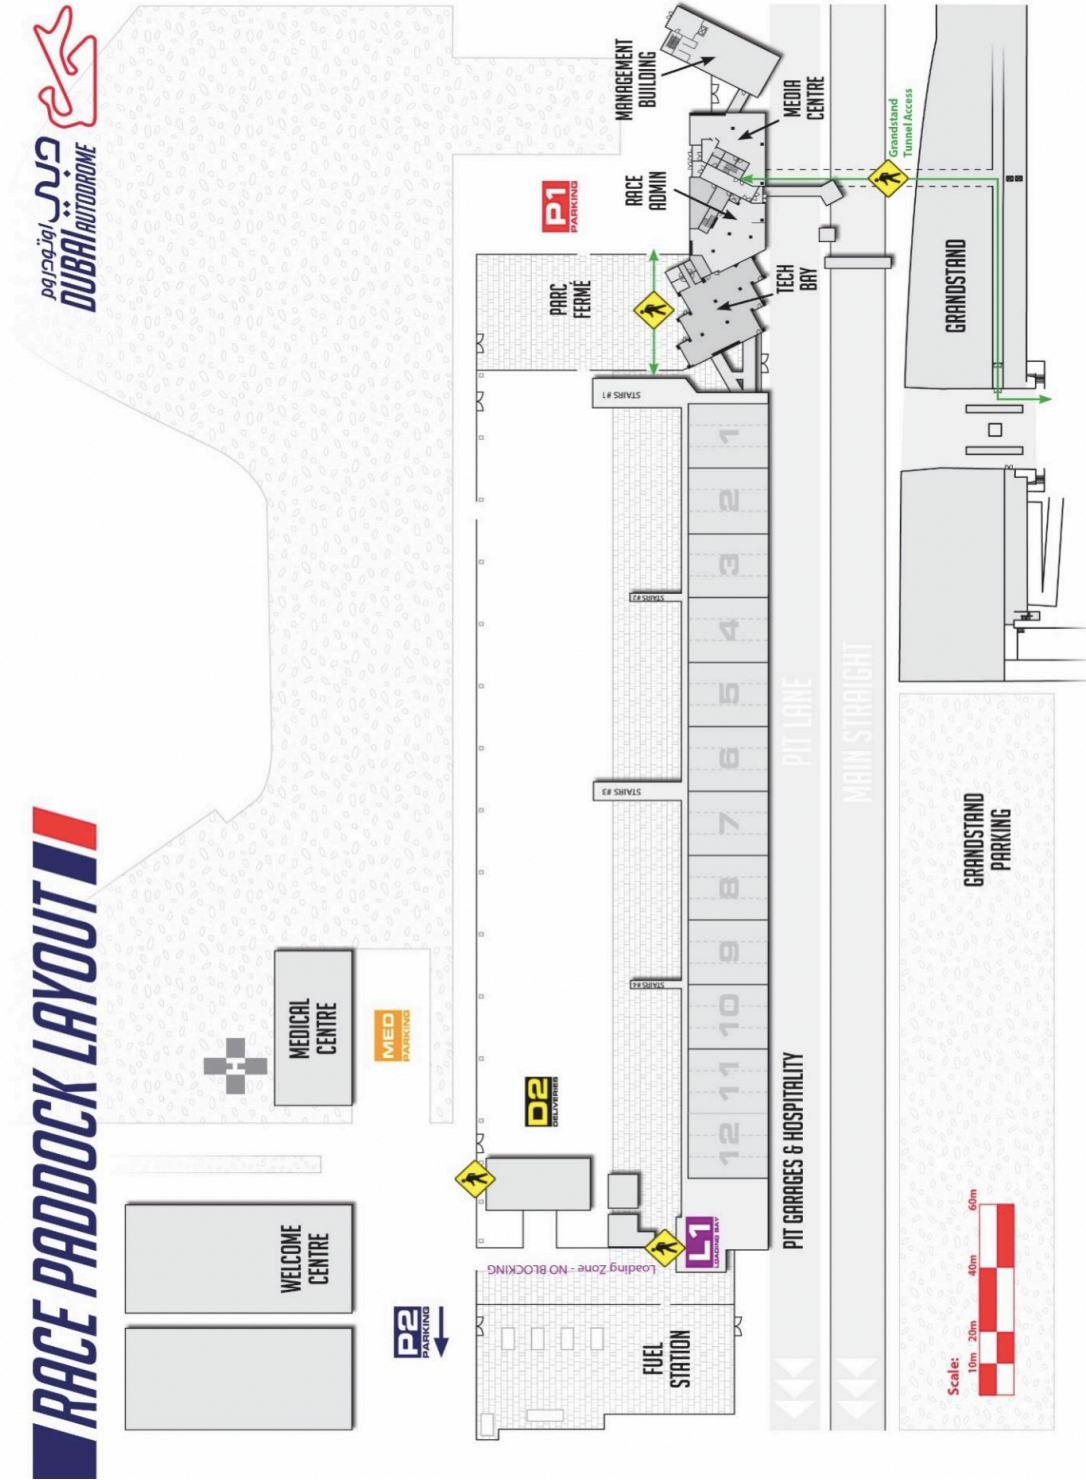 RACE PADDOCK LAYOUT
دبي
أوتودروم
DUBAI AUTODROME
WELCOME
CENTRE
MEDICAL
CENTRE
H
P2
PARKING
MED
PARKING
P1
PARKING
D2
DELIVERIES
Loading Zone - NO BLOCKING
L1
LOADING BAY
FUEL
STATION
PARC
FERMÉ
MANAGEMENT
BUILDING
RACE
ADMIN
MEDIA
CENTRE
TECH
BAY
STAIRS #1
STAIRS #2
STAIRS #3
STAIRS #4
12
11
10
9
8
7
6
5
4
3
2
1
PIT GARAGES & HOSPITALITY
PIT LANE
MAIN STRAIGHT
Grandstand
Tunnel Access
GRANDSTAND
GRANDSTAND
PARKING
Scale:
10m
20m
40m
60m